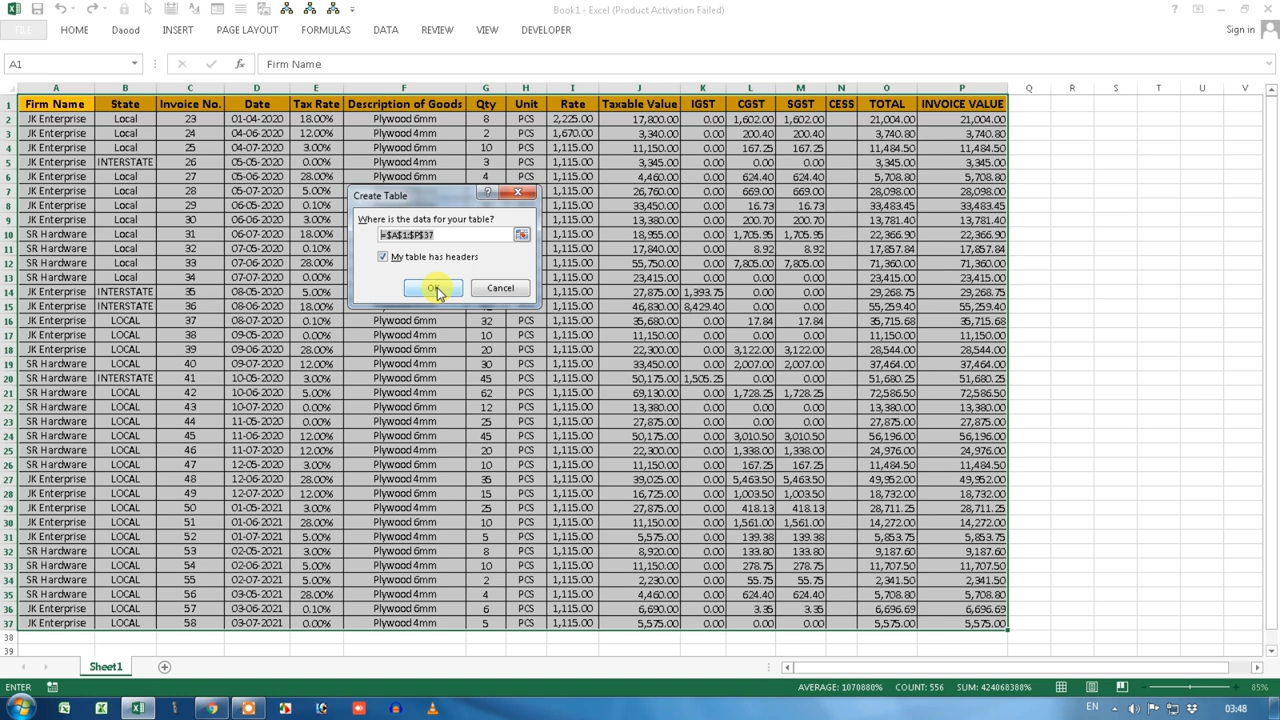 Book1 - Excel (Product Activation Failed)
FILE HOME Daood INSERT PAGE LAYOUT FORMULAS DATA REVIEW VIEW DEVELOPER Sign in
A1 fx Firm Name
A B C D E F G H I J K L M N O P Q R S T U V
1 Firm Name State Invoice No. Date Tax Rate Description of Goods Qty Unit Rate Taxable Value IGST CGST SGST CESS TOTAL INVOICE VALUE
2 JK Enterprise Local 23 01-04-2020 18.00% Plywood 6mm 8 PCS 2,225.00 17,800.00 0.00 1,602.00 1,602.00 21,004.00 21,004.00
3 JK Enterprise Local 24 04-06-2020 12.00% Plywood 4mm 2 PCS 1,670.00 3,340.00 0.00 200.40 200.40 3,740.80 3,740.80
4 JK Enterprise Local 25 04-07-2020 3.00% Plywood 6mm 10 PCS 1,115.00 11,150.00 0.00 167.25 167.25 11,484.50 11,484.50
5 JK Enterprise INTERSTATE 26 05-05-2020 0.00% Plywood 4mm 3 PCS 1,115.00 3,345.00 0.00 0.00 0.00 3,345.00 3,345.00
6 JK Enterprise Local 27 05-06-2020 28.00% Plywood 6mm 4 PCS 1,115.00 4,460.00 0.00 624.40 624.40 5,708.80 5,708.80
7 JK Enterprise Local 28 05-07-2020 5.00% 1,115.00 26,760.00 0.00 669.00 669.00 28,098.00 28,098.00
8 JK Enterprise Local 29 06-05-2020 0.10% 1,115.00 33,450.00 0.00 16.73 16.73 33,483.45 33,483.45
9 JK Enterprise Local 30 06-06-2020 3.00% 1,115.00 13,380.00 0.00 200.70 200.70 13,781.40 13,781.40
10 SR Hardware Local 31 06-07-2020 18.00% 1,115.00 18,955.00 0.00 1,705.95 1,705.95 22,366.90 22,366.90
11 SR Hardware Local 32 07-05-2020 0.10% 1,115.00 17,840.00 0.00 8.92 8.92 17,857.84 17,857.84
12 SR Hardware Local 33 07-06-2020 28.00% 1,115.00 55,750.00 0.00 7,805.00 7,805.00 71,360.00 71,360.00
13 SR Hardware Local 34 07-07-2020 0.00% 1,115.00 23,415.00 0.00 0.00 0.00 23,415.00 23,415.00
14 JK Enterprise INTERSTATE 35 08-05-2020 5.00% 1,115.00 27,875.00 1,393.75 0.00 0.00 29,268.75 29,268.75
15 JK Enterprise INTERSTATE 36 08-06-2020 18.00% 1,115.00 46,830.00 8,429.40 0.00 0.00 55,259.40 55,259.40
Create Table
Where is the data for your table?
=$A$1:$P$37
My table has headers
OK Cancel
16 JK Enterprise LOCAL 37 08-07-2020 0.10% Plywood 6mm 32 PCS 1,115.00 35,680.00 0.00 17.84 17.84 35,715.68 35,715.68
17 JK Enterprise LOCAL 38 09-05-2020 0.00% Plywood 4mm 10 PCS 1,115.00 11,150.00 0.00 0.00 0.00 11,150.00 11,150.00
18 JK Enterprise LOCAL 39 09-06-2020 28.00% Plywood 6mm 20 PCS 1,115.00 22,300.00 0.00 3,122.00 3,122.00 28,544.00 28,544.00
19 SR Hardware LOCAL 40 09-07-2020 12.00% Plywood 4mm 30 PCS 1,115.00 33,450.00 0.00 2,007.00 2,007.00 37,464.00 37,464.00
20 SR Hardware INTERSTATE 41 10-05-2020 3.00% Plywood 6mm 45 PCS 1,115.00 50,175.00 1,505.25 0.00 0.00 51,680.25 51,680.25
21 SR Hardware LOCAL 42 10-06-2020 5.00% Plywood 4mm 62 PCS 1,115.00 69,130.00 0.00 1,728.25 1,728.25 72,586.50 72,586.50
22 SR Hardware LOCAL 43 10-07-2020 0.00% Plywood 6mm 12 PCS 1,115.00 13,380.00 0.00 0.00 0.00 13,380.00 13,380.00
23 SR Hardware LOCAL 44 11-05-2020 0.00% Plywood 4mm 25 PCS 1,115.00 27,875.00 0.00 0.00 0.00 27,875.00 27,875.00
24 SR Hardware LOCAL 45 11-06-2020 12.00% Plywood 6mm 45 PCS 1,115.00 50,175.00 0.00 3,010.50 3,010.50 56,196.00 56,196.00
25 SR Hardware LOCAL 46 11-07-2020 12.00% Plywood 4mm 20 PCS 1,115.00 22,300.00 0.00 1,338.00 1,338.00 24,976.00 24,976.00
26 SR Hardware LOCAL 47 12-05-2020 3.00% Plywood 6mm 10 PCS 1,115.00 11,150.00 0.00 167.25 167.25 11,484.50 11,484.50
27 JK Enterprise LOCAL 48 12-06-2020 28.00% Plywood 4mm 35 PCS 1,115.00 39,025.00 0.00 5,463.50 5,463.50 49,952.00 49,952.00
28 JK Enterprise LOCAL 49 12-07-2020 12.00% Plywood 6mm 15 PCS 1,115.00 16,725.00 0.00 1,003.50 1,003.50 18,732.00 18,732.00
29 JK Enterprise LOCAL 50 01-05-2021 3.00% Plywood 4mm 25 PCS 1,115.00 27,875.00 0.00 418.13 418.13 28,711.25 28,711.25
30 JK Enterprise LOCAL 51 01-06-2021 28.00% Plywood 6mm 10 PCS 1,115.00 11,150.00 0.00 1,561.00 1,561.00 14,272.00 14,272.00
31 JK Enterprise LOCAL 52 01-07-2021 5.00% Plywood 4mm 5 PCS 1,115.00 5,575.00 0.00 139.38 139.38 5,853.75 5,853.75
32 SR Hardware LOCAL 53 02-05-2021 3.00% Plywood 6mm 8 PCS 1,115.00 8,920.00 0.00 133.80 133.80 9,187.60 9,187.60
33 SR Hardware LOCAL 54 02-06-2021 5.00% Plywood 4mm 10 PCS 1,115.00 11,150.00 0.00 278.75 278.75 11,707.50 11,707.50
34 SR Hardware LOCAL 55 02-07-2021 5.00% Plywood 6mm 2 PCS 1,115.00 2,230.00 0.00 55.75 55.75 2,341.50 2,341.50
35 SR Hardware LOCAL 56 03-05-2021 28.00% Plywood 4mm 4 PCS 1,115.00 4,460.00 0.00 624.40 624.40 5,708.80 5,708.80
36 JK Enterprise LOCAL 57 03-06-2021 0.10% Plywood 6mm 6 PCS 1,115.00 6,690.00 0.00 3.35 3.35 6,696.69 6,696.69
37 JK Enterprise LOCAL 58 03-07-2021 0.00% Plywood 4mm 5 PCS 1,115.00 5,575.00 0.00 0.00 0.00 5,575.00 5,575.00
38
39
Sheet1
ENTER AVERAGE: 1070880% COUNT: 556 SUM: 424068388% 85%
EN 03:48